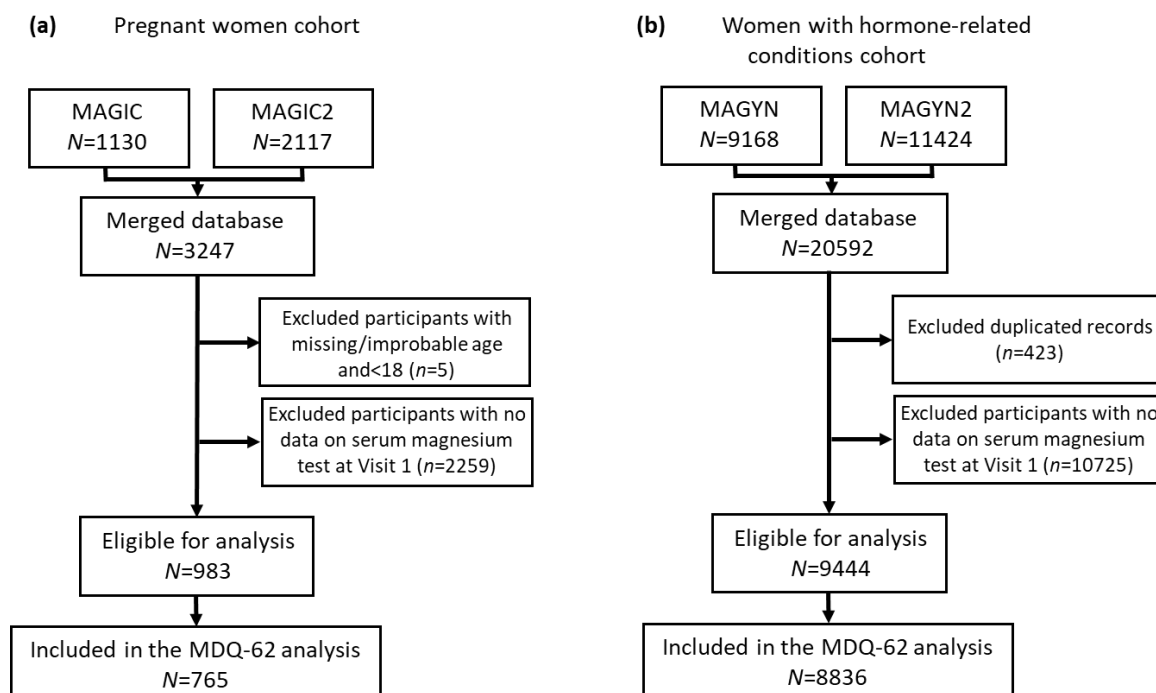 (a) Pregnant women cohort
MAGIC
N=1130
MAGIC2
N=2117
Merged database
N=3247
Excluded participants with
missing/improbable age
and<18 (n=5)
Excluded participants with no
data on serum magnesium
test at Visit 1 (n=2259)
Eligible for analysis
N=983
Included in the MDQ-62 analysis
N=765
(b) Women with hormone-related
conditions cohort
MAGYN
N=9168
MAGYN2
N=11424
Merged database
N=20592
Excluded duplicated records
(n=423)
Excluded participants with no
data on serum magnesium
test at Visit 1 (n=10725)
Eligible for analysis
N=9444
Included in the MDQ-62 analysis
N=8836